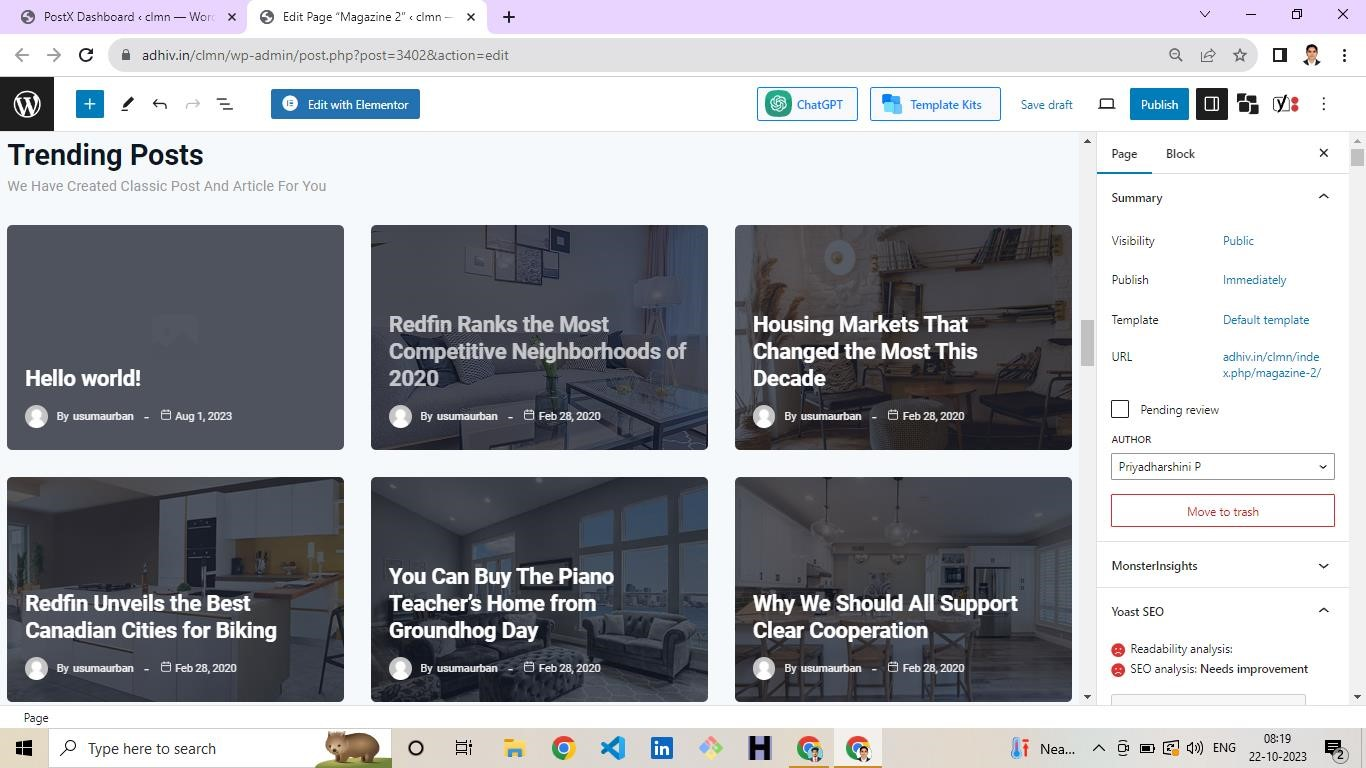 PostX Dashboard ‹ clmn — Wor
Edit Page “Magazine 2” ‹ clmn —
adhiv.in/clmn/wp-admin/post.php?post=3402&action=edit
Edit with Elementor
ChatGPT
Template Kits
Save draft
Publish
Trending Posts
We Have Created Classic Post And Article For You
Hello world!
By usumaurban - Aug 1, 2023
Redfin Ranks the Most
Competitive Neighborhoods of
2020
By usumaurban - Feb 28, 2020
Housing Markets That
Changed the Most This
Decade
By usumaurban - Feb 28, 2020
Redfin Unveils the Best
Canadian Cities for Biking
By usumaurban - Feb 28, 2020
You Can Buy The Piano
Teacher’s Home from
Groundhog Day
By usumaurban - Feb 28, 2020
Why We Should All Support
Clear Cooperation
By usumaurban - Feb 28, 2020
Page
Block
Summary
Visibility
Public
Publish
Immediately
Template
Default template
URL
adhiv.in/clmn/inde
x.php/magazine-2/
Pending review
AUTHOR
Priyadharshini P
Move to trash
MonsterInsights
Yoast SEO
Readability analysis:
SEO analysis: Needs improvement
Page
Type here to search
Nea...
ENG
08:19
22-10-2023
2